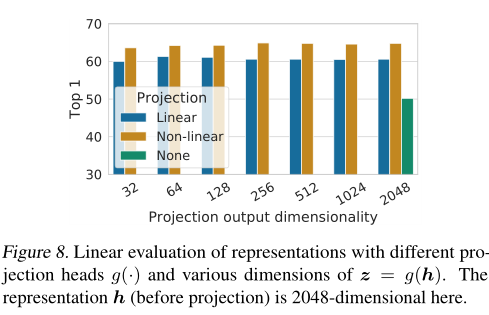 70
60
50
40
30
Top 1
Projection
Linear
Non-linear
None
32 64 128 256 512 1024 2048
Projection output dimensionality
Figure 8. Linear evaluation of representations with different pro-
jection heads g(·) and various dimensions of z = g(h). The
representation h (before projection) is 2048-dimensional here.